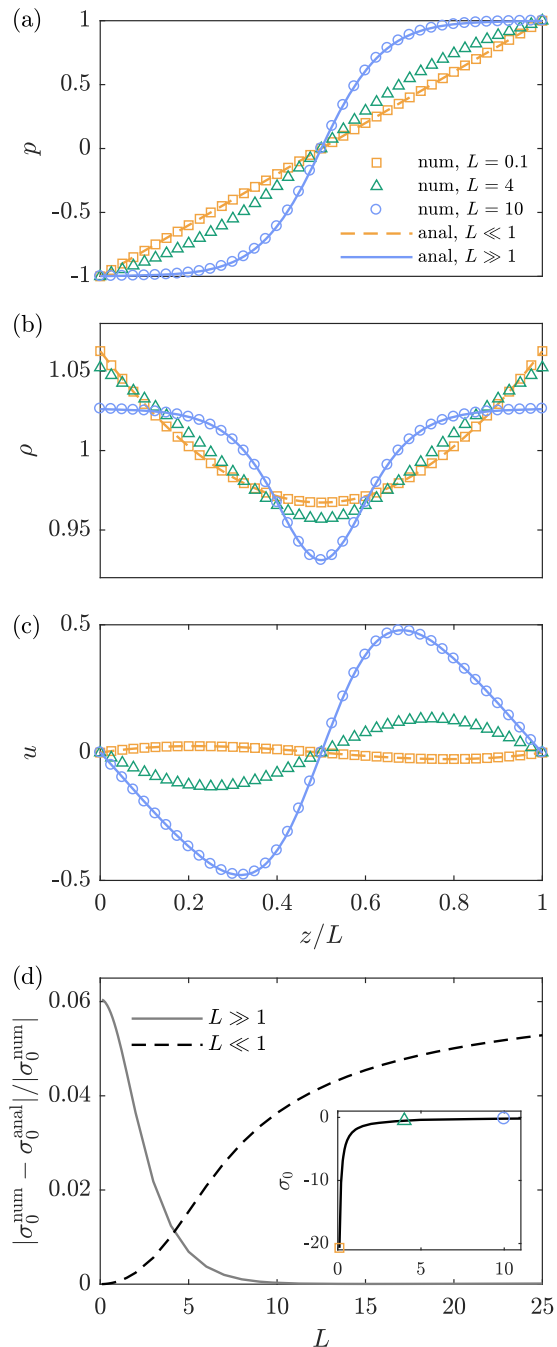 (a)
1
0.5
0
-0.5
-1
p
num, L = 0.1
num, L = 4
num, L = 10
anal, L ≪ 1
anal, L ≫ 1
(b)
1.05
1
0.95
ρ
(c)
0.5
0
-0.5
u
0 0.2 0.4 0.6 0.8 1
z/L
(d)
0.06
0.04
0.02
0
|σ₀ⁿᵘᵐ − σ₀ᵃⁿᵃˡ|/|σ₀ⁿᵘᵐ|
L ≫ 1
L ≪ 1
0
-10
-20
σ₀
0 5 10
0 5 10 15 20 25
L